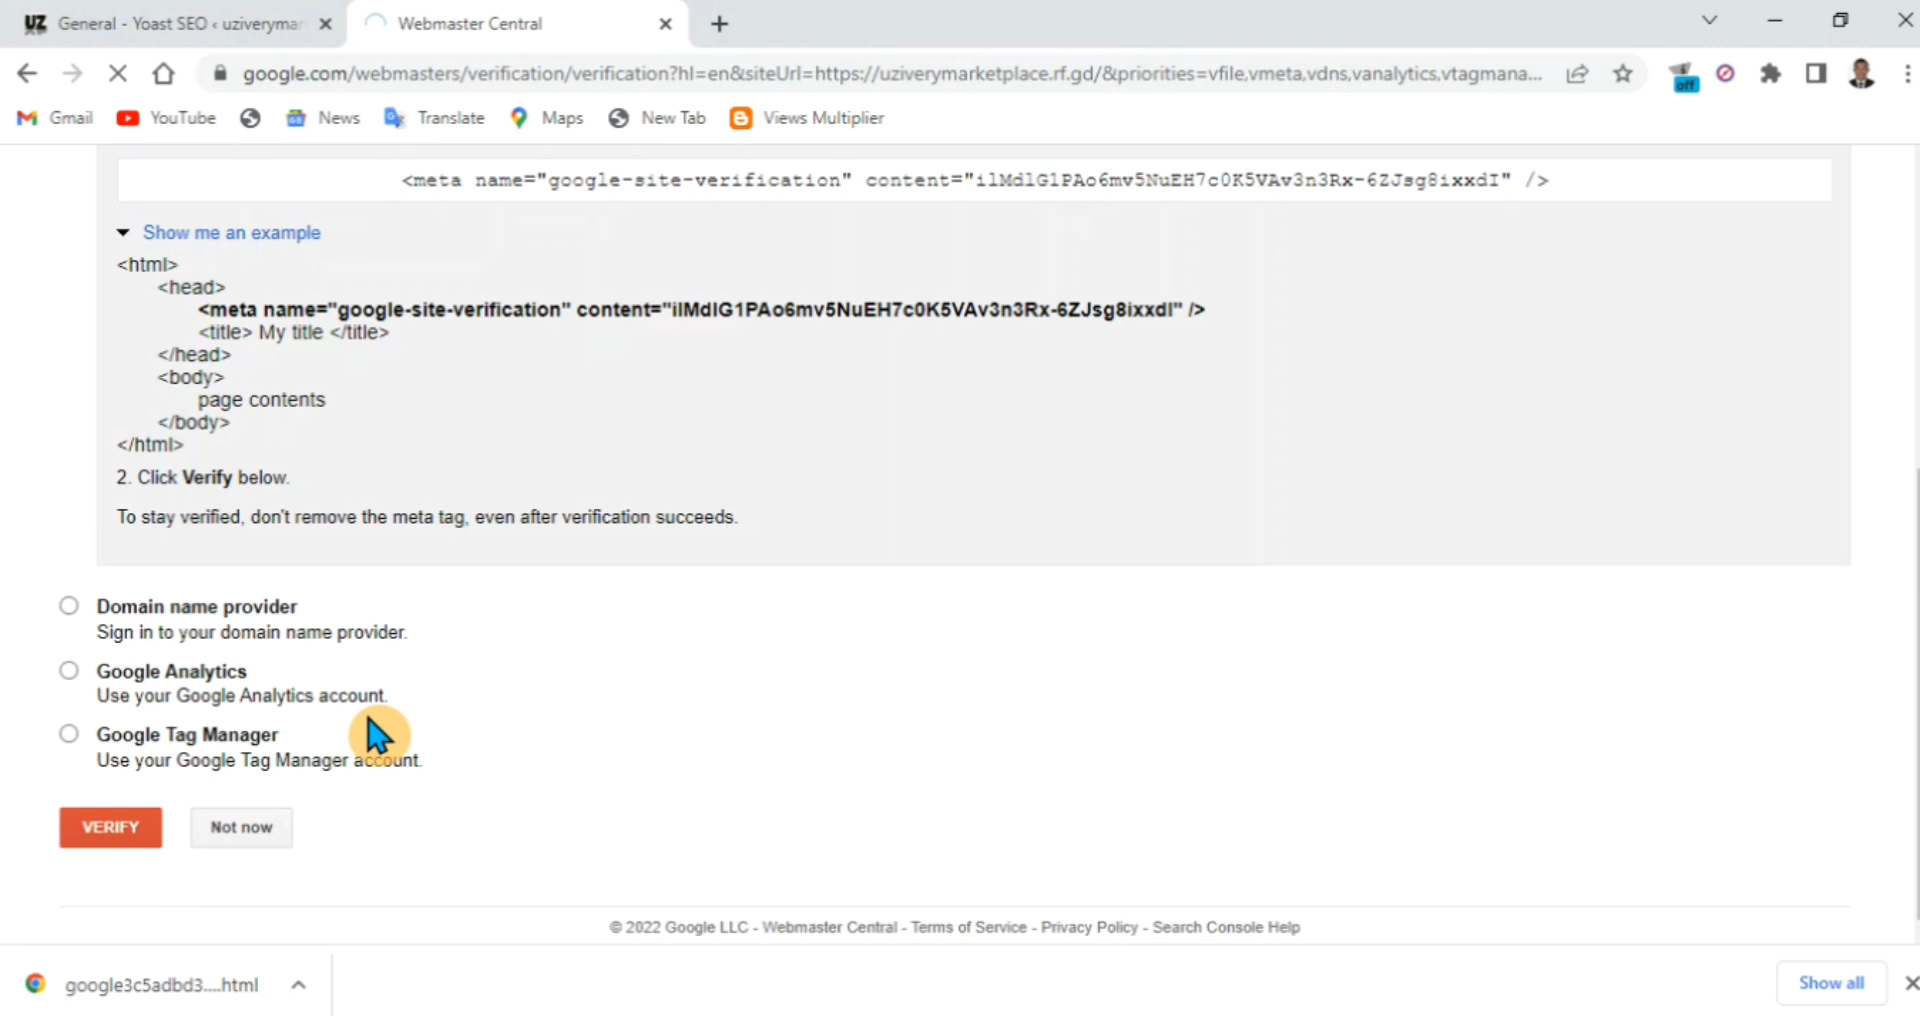 General - Yoast SEO ‹ uziverymar
Webmaster Central
google.com/webmasters/verification/verification?hl=en&siteUrl=https://uziverymarketplace.rf.gd/&priorities=vfile,vmeta,vdns,vanalytics,vtagmana...
off
Gmail YouTube News Translate Maps New Tab Views Multiplier
<meta name="google-site-verification" content="ilMdlG1PAo6mv5NuEH7c0K5VAv3n3Rx-6ZJsg8ixxdI" />
Show me an example
<html>
<head>
<meta name="google-site-verification" content="ilMdlG1PAo6mv5NuEH7c0K5VAv3n3Rx-6ZJsg8ixxdI" />
<title> My title </title>
</head>
<body>
page contents
</body>
</html>
2. Click Verify below.
To stay verified, don't remove the meta tag, even after verification succeeds.
Domain name provider
Sign in to your domain name provider.
Google Analytics
Use your Google Analytics account.
Google Tag Manager
Use your Google Tag Manager account.
VERIFY Not now
© 2022 Google LLC - Webmaster Central - Terms of Service - Privacy Policy - Search Console Help
google3c5adbd3....html
Show all